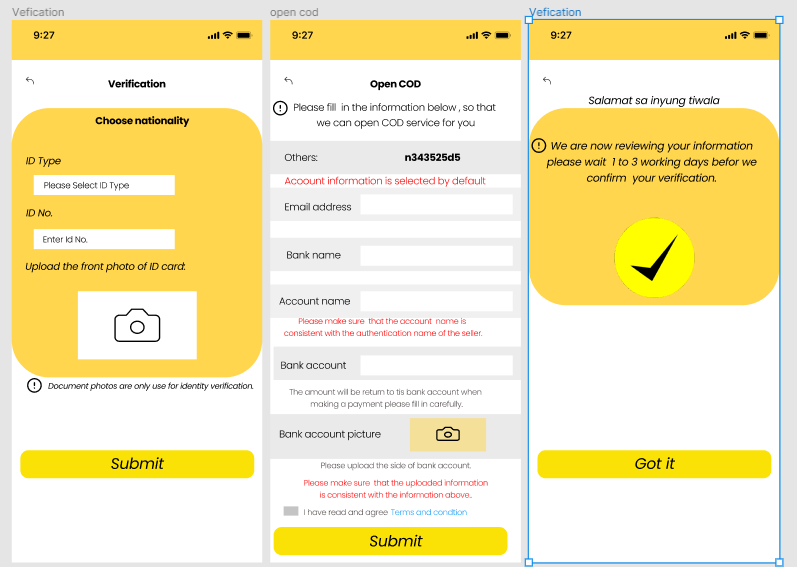 Vefication
9:27
Verification
Choose nationality
ID Type
Please Select ID Type
ID No.
Enter Id No.
Upload the front photo of ID card:
Document photos are only use for identity verification.
Submit
open cod
9:27
Open COD
Please fill in the information below , so that
we can open COD service for you
Others: n343525d5
Acoount information is selected by default
Email address
Bank name
Account name
Please make sure that the account name is
consistent with the authentication name of the seller.
Bank account
The amount will be return to tis bank account when
making a payment please fill in carefully.
Bank account picture
Please upload the side of bank account.
Please make sure that the uploaded information
is consistent with the information above.
I have read and agree Terms and condtion
Submit
Vefication
9:27
Salamat sa inyung tiwala
We are now reviewing your information
please wait 1 to 3 working days befor we
confirm your verification.
Got it